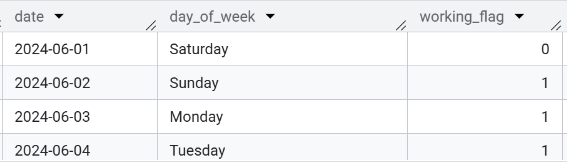 date day_of_week working_flag
2024-06-01 Saturday 0
2024-06-02 Sunday 1
2024-06-03 Monday 1
2024-06-04 Tuesday 1